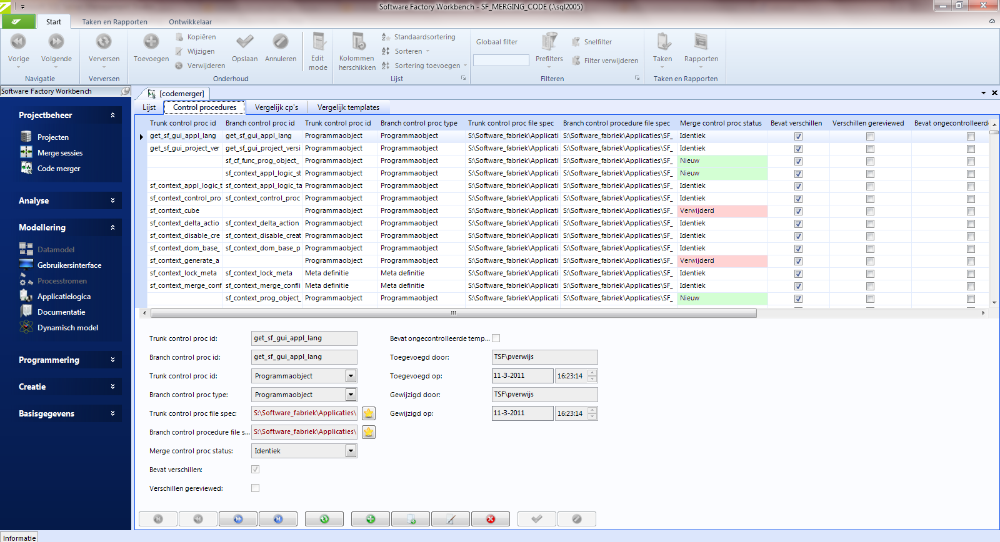 Software Factory Workbench - SF_MERGING_CODE (.\sql2005)
Start Taken en Rapporten Ontwikkelaar
Vorige Volgende
Navigatie
Verversen
Verversen
Toevoegen Kopiëren Wijzigen Verwijderen Opslaan Annuleren
Onderhoud
Edit mode
Kolommen herschikken Standaardsortering Sorteren Sortering toevoegen
Lijst
Globaal filter Prefilters Snelfilter Filter verwijderen
Filteren
Taken Rapporten
Taken en Rapporten
Software Factory Workbench
Projectbeheer
Projecten
Merge sessies
Code merger
Analyse
Modellering
Datamodel
Gebruikersinterface
Processtromen
Applicatielogica
Documentatie
Dynamisch model
Programmering
Creatie
Basisgegevens
[codemerger]
Lijst Control procedures Vergelijk cp's Vergelijk templates
Trunk control proc id Branch control proc id Trunk control proc id Branch control proc type Trunk control proc file spec Branch control procedure file spec Merge control proc status Bevat verschillen Verschillen gereviewed Bevat ongecontroleerde
get_sf_gui_appl_lang get_sf_gui_appl_lang Programmaobject Programmaobject S:\Software_fabriek\Applicati S:\Software_fabriek\Applicaties\SF_ Identiek
get_sf_gui_project_ver get_sf_gui_project_versi Programmaobject Programmaobject S:\Software_fabriek\Applicati S:\Software_fabriek\Applicaties\SF_ Identiek
sf_cf_func_prog_object_ Programmaobject Programmaobject S:\Software_fabriek\Applicati S:\Software_fabriek\Applicaties\SF_ Nieuw
sf_context_appl_logic_st Programmaobject Programmaobject S:\Software_fabriek\Applicati S:\Software_fabriek\Applicaties\SF_ Nieuw
sf_context_appl_logic_t sf_context_appl_logic_ta Programmaobject Programmaobject S:\Software_fabriek\Applicati S:\Software_fabriek\Applicaties\SF_ Identiek
sf_context_control_pro sf_context_control_proc Programmaobject Programmaobject S:\Software_fabriek\Applicati S:\Software_fabriek\Applicaties\SF_ Identiek
sf_context_cube Programmaobject Programmaobject S:\Software_fabriek\Applicati S:\Software_fabriek\Applicaties\SF_ Verwijderd
sf_context_delta_actio sf_context_delta_action Programmaobject Programmaobject S:\Software_fabriek\Applicati S:\Software_fabriek\Applicaties\SF_ Identiek
sf_context_disable_cre sf_context_disable_creat Programmaobject Programmaobject S:\Software_fabriek\Applicati S:\Software_fabriek\Applicaties\SF_ Identiek
sf_context_dom_base_ sf_context_dom_base_p Programmaobject Programmaobject S:\Software_fabriek\Applicati S:\Software_fabriek\Applicaties\SF_ Identiek
sf_context_generate_a Programmaobject Programmaobject S:\Software_fabriek\Applicati S:\Software_fabriek\Applicaties\SF_ Verwijderd
sf_context_lock_meta sf_context_lock_meta Meta definitie Meta definitie S:\Software_fabriek\Applicati S:\Software_fabriek\Applicaties\SF_ Identiek
sf_context_merge_conf sf_context_merge_confli Meta definitie Meta definitie S:\Software_fabriek\Applicati S:\Software_fabriek\Applicaties\SF_ Identiek
sf_context_prog_object_ Programmaobject Programmaobject S:\Software_fabriek\Applicati S:\Software_fabriek\Applicaties\SF_ Nieuw
Trunk control proc id: get_sf_gui_appl_lang
Branch control proc id: get_sf_gui_appl_lang
Trunk control proc id: Programmaobject
Branch control proc type: Programmaobject
Trunk control proc file spec: S:\Software_fabriek\Applicaties\
Branch control procedure file s... S:\Software_fabriek\Applicaties\
Merge control proc status: Identiek
Bevat verschillen:
Verschillen gereviewed:
Bevat ongecontroleerde temp...
Toegevoegd door: TSF\pverwijs
Toegevoegd op: 11-3-2011 16:23:14
Gewijzigd door: TSF\pverwijs
Gewijzigd op: 11-3-2011 16:23:14
Informatie